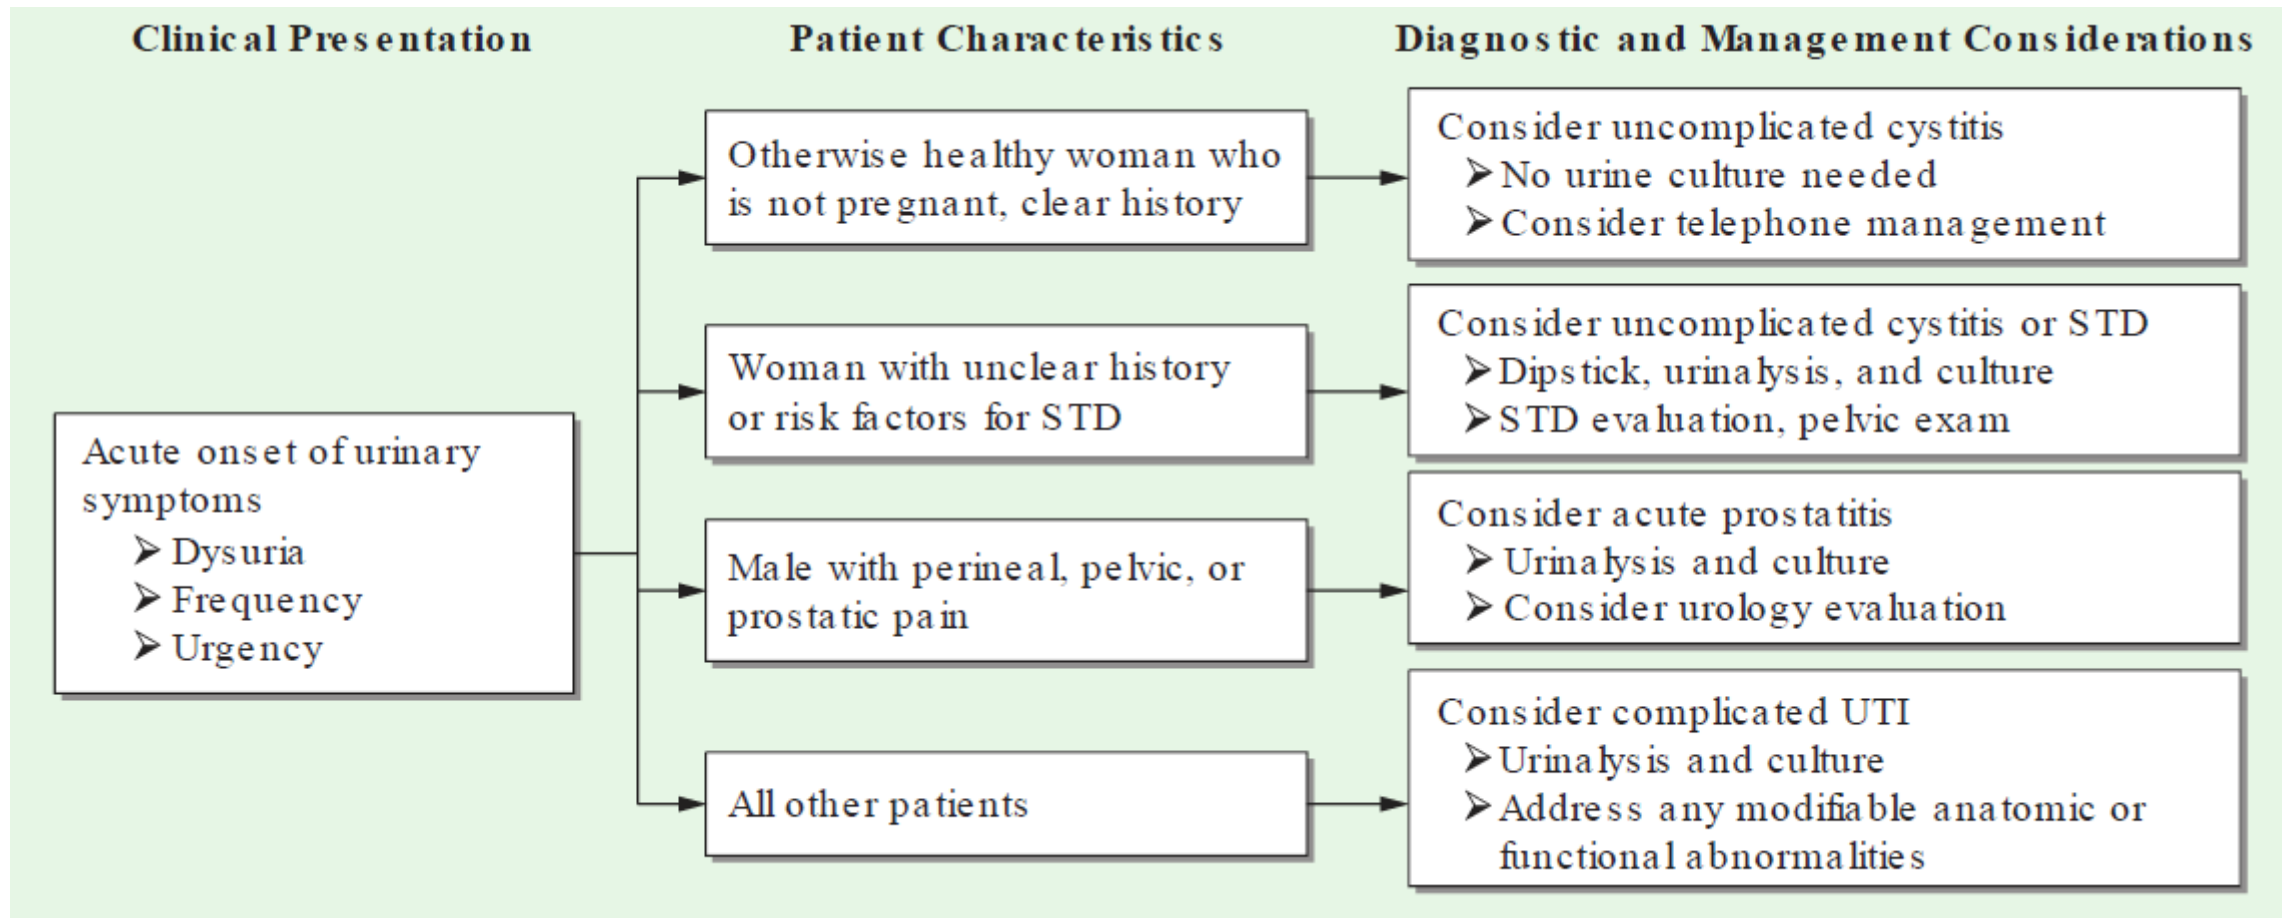 Clinical Presentation
Patient Characteristics
Diagnostic and Management Considerations
Acute onset of urinary
symptoms
➢ Dysuria
➢ Frequency
➢ Urgency
Otherwise healthy woman who
is not pregnant, clear history
Consider uncomplicated cystitis
➢ No urine culture needed
➢ Consider telephone management
Woman with unclear history
or risk factors for STD
Consider uncomplicated cystitis or STD
➢ Dipstick, urinalysis, and culture
➢ STD evaluation, pelvic exam
Male with perineal, pelvic, or
prostatic pain
Consider acute prostatitis
➢ Urinalysis and culture
➢ Consider urology evaluation
All other patients
Consider complicated UTI
➢ Urinalysis and culture
➢ Address any modifiable anatomic or
functional abnormalities